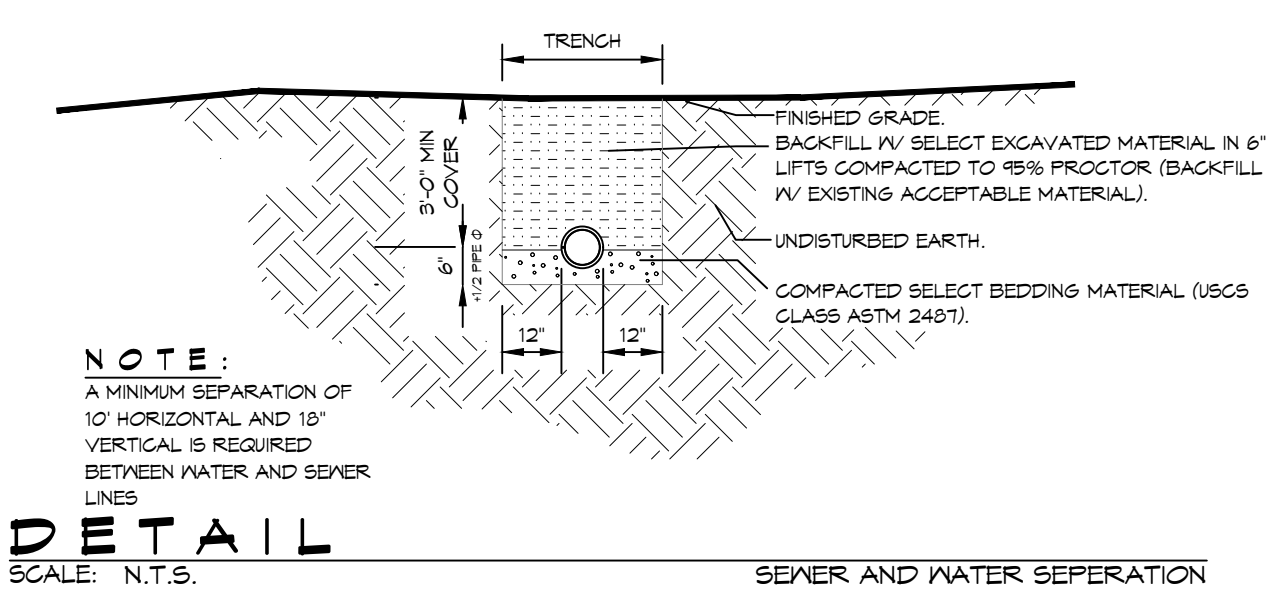 TRENCH
FINISHED GRADE.
BACKFILL W/ SELECT EXCAVATED MATERIAL IN 6"
LIFTS COMPACTED TO 95% PROCTOR (BACKFILL
W/ EXISTING ACCEPTABLE MATERIAL).
3'-0" MIN
COVER
UNDISTURBED EARTH.
6"
+1/2 PIPE Φ
COMPACTED SELECT BEDDING MATERIAL (USCS
CLASS ASTM 2487).
12"
12"
NOTE:
A MINIMUM SEPARATION OF
10' HORIZONTAL AND 18"
VERTICAL IS REQUIRED
BETWEEN WATER AND SEWER
LINES
DETAIL
SCALE: N.T.S.
SEWER AND WATER SEPERATION